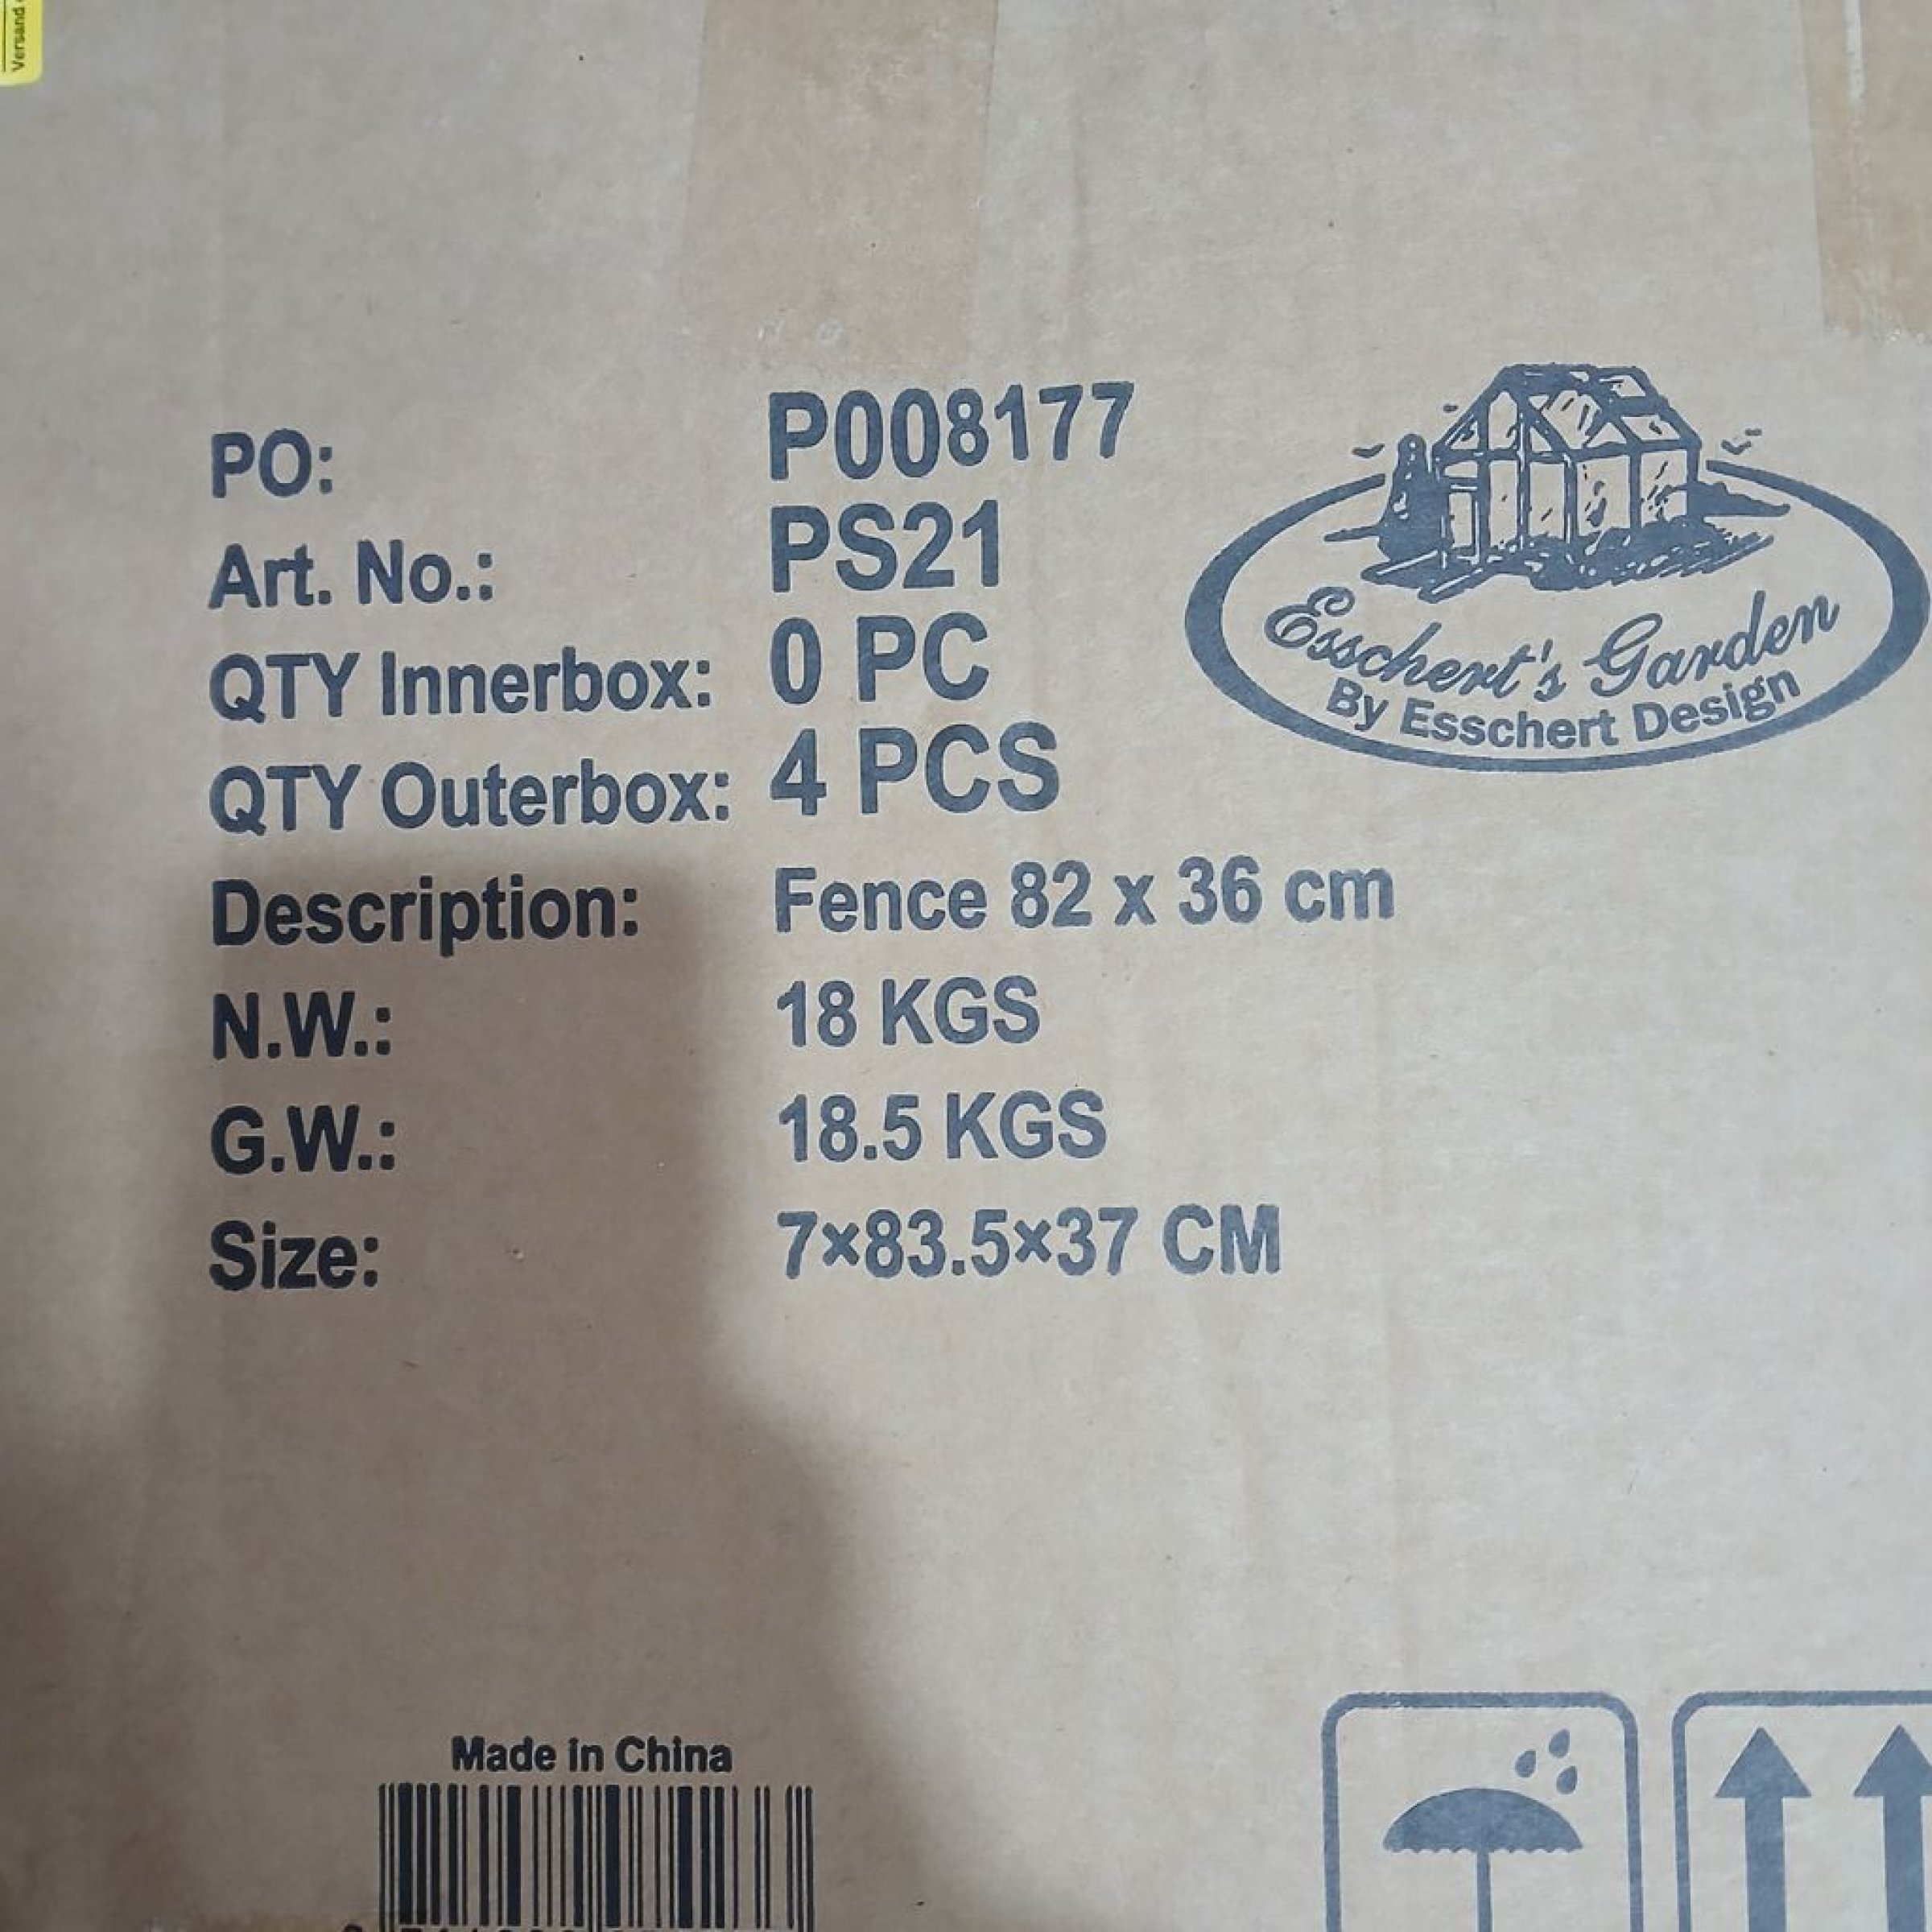 Versand
PO: P008177
Art. No.: PS21
QTY Innerbox: 0 PC
QTY Outerbox: 4 PCS
Description: Fence 82 x 36 cm
N.W.: 18 KGS
G.W.: 18.5 KGS
Size: 7×83.5×37 CM
Esschert's Garden
By Esschert Design
Made in China